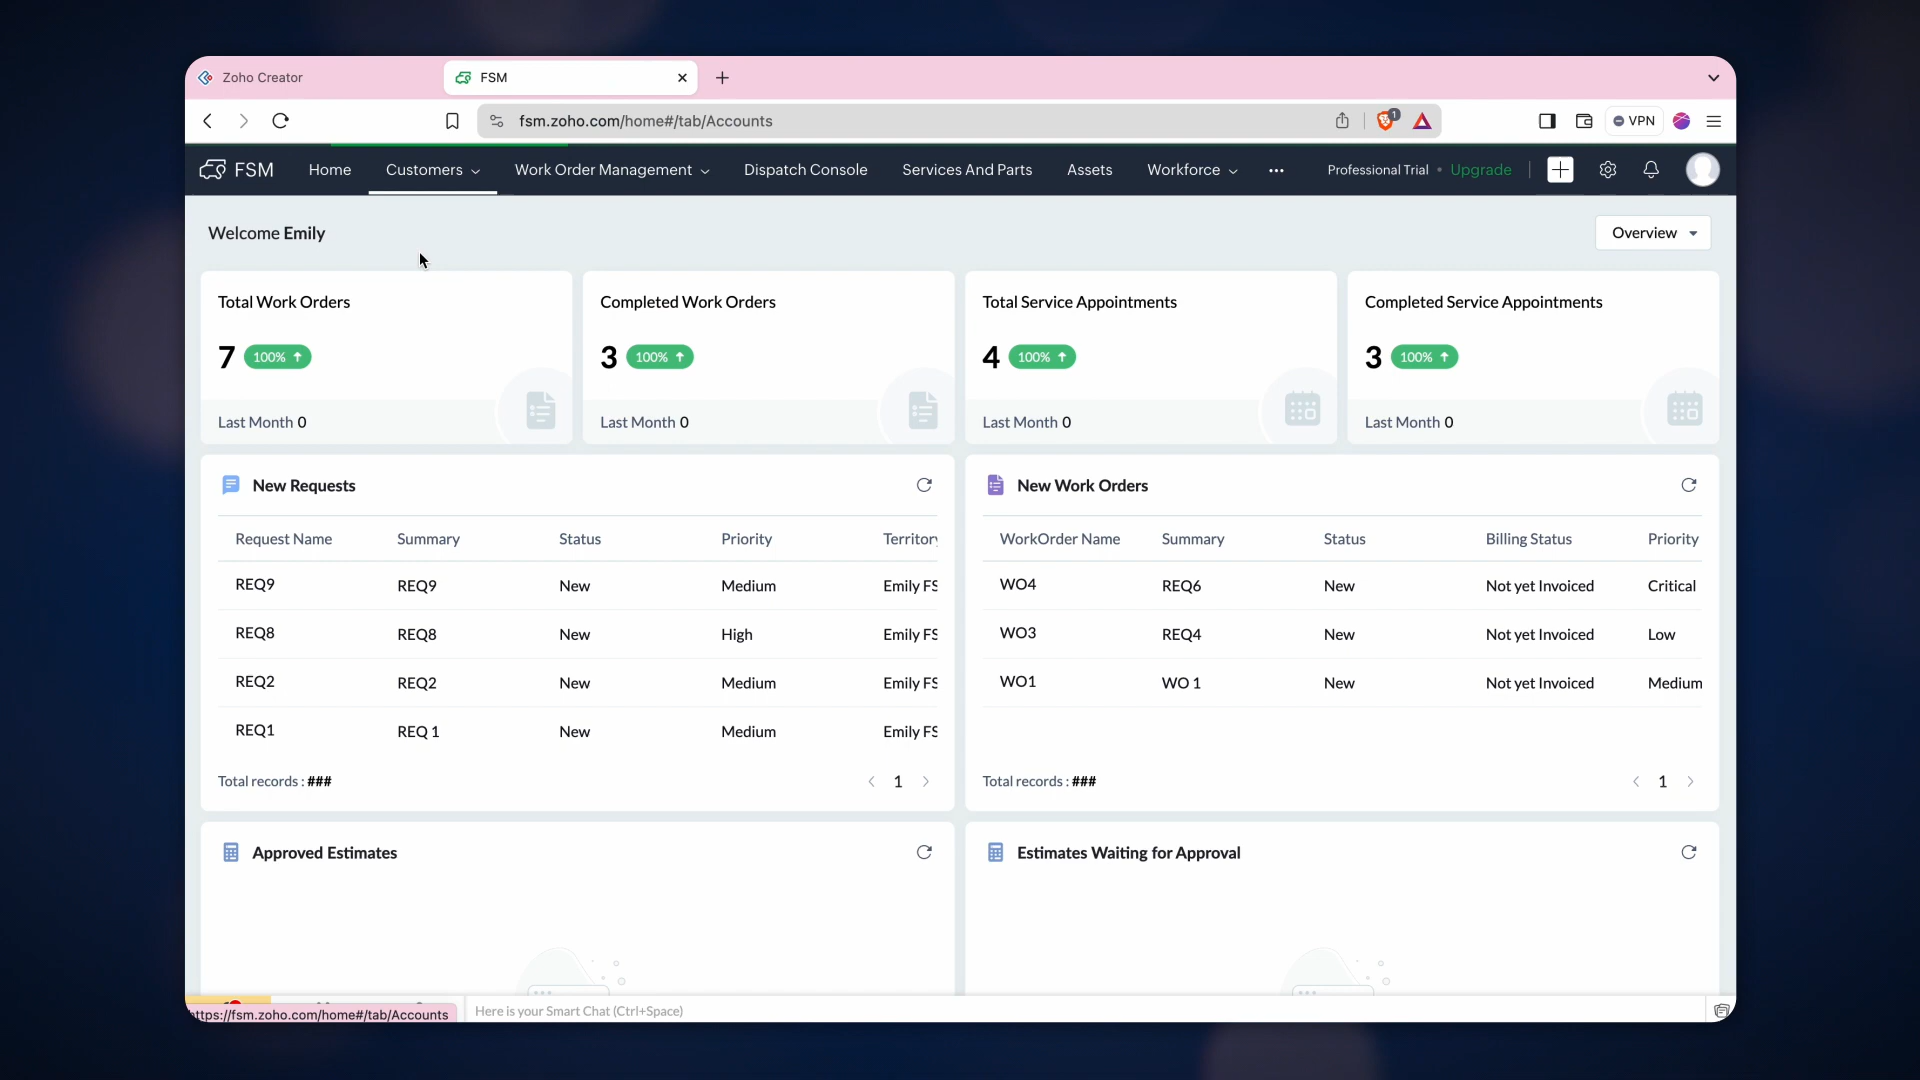 Zoho Creator
FSM
fsm.zoho.com/home#/tab/Accounts
1
VPN
FSM
Home
Customers
Work Order Management
Dispatch Console
Services And Parts
Assets
Workforce
Professional Trial • Upgrade
Welcome Emily
Overview
Total Work Orders
7 100% ↑
Last Month 0
Completed Work Orders
3 100% ↑
Last Month 0
Total Service Appointments
4 100% ↑
Last Month 0
Completed Service Appointments
3 100% ↑
Last Month 0
New Requests
Request Name Summary Status Priority Territory
REQ9 REQ9 New Medium Emily FS
REQ8 REQ8 New High Emily FS
REQ2 REQ2 New Medium Emily FS
REQ1 REQ 1 New Medium Emily FS
Total records : ###
1
New Work Orders
WorkOrder Name Summary Status Billing Status Priority
WO4 REQ6 New Not yet Invoiced Critical
WO3 REQ4 New Not yet Invoiced Low
WO1 WO 1 New Not yet Invoiced Medium
Total records : ###
1
Approved Estimates
Estimates Waiting for Approval
https://fsm.zoho.com/home#/tab/Accounts
Here is your Smart Chat (Ctrl+Space)